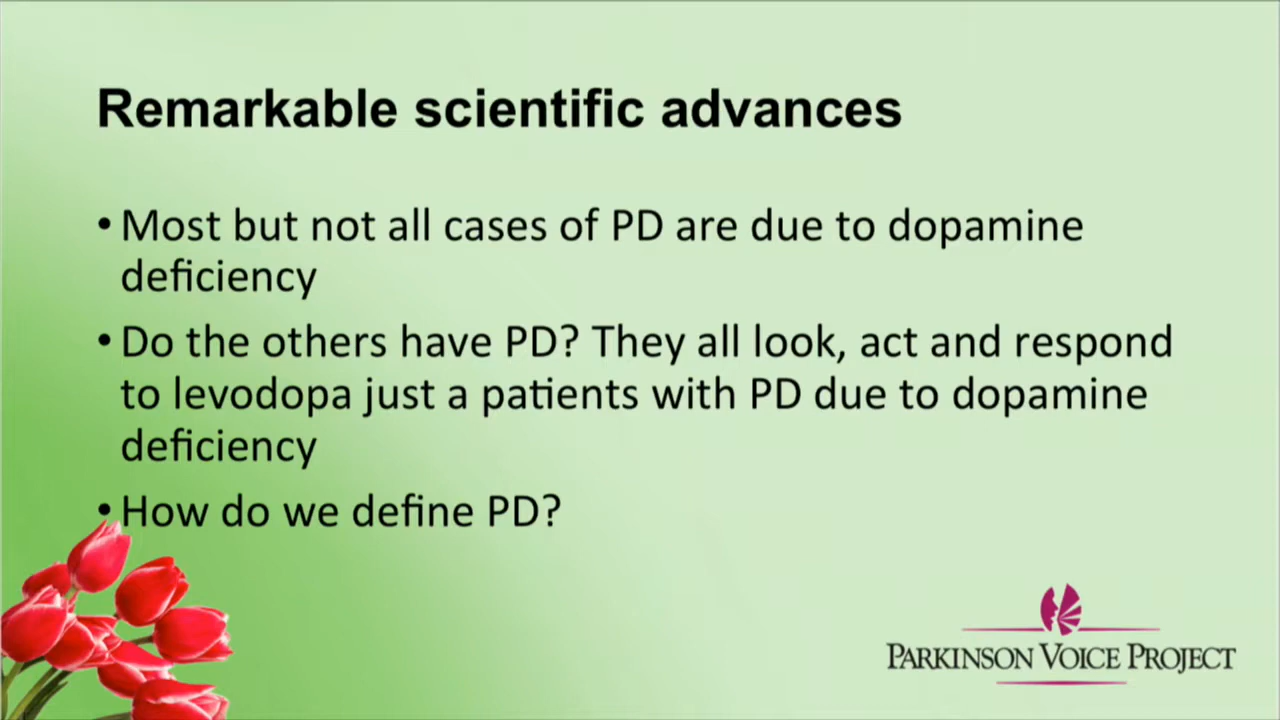 Remarkable scientific advances
• Most but not all cases of PD are due to dopamine
deficiency
• Do the others have PD? They all look, act and respond
to levodopa just a patients with PD due to dopamine
deficiency
• How do we define PD?
PARKINSON VOICE PROJECT